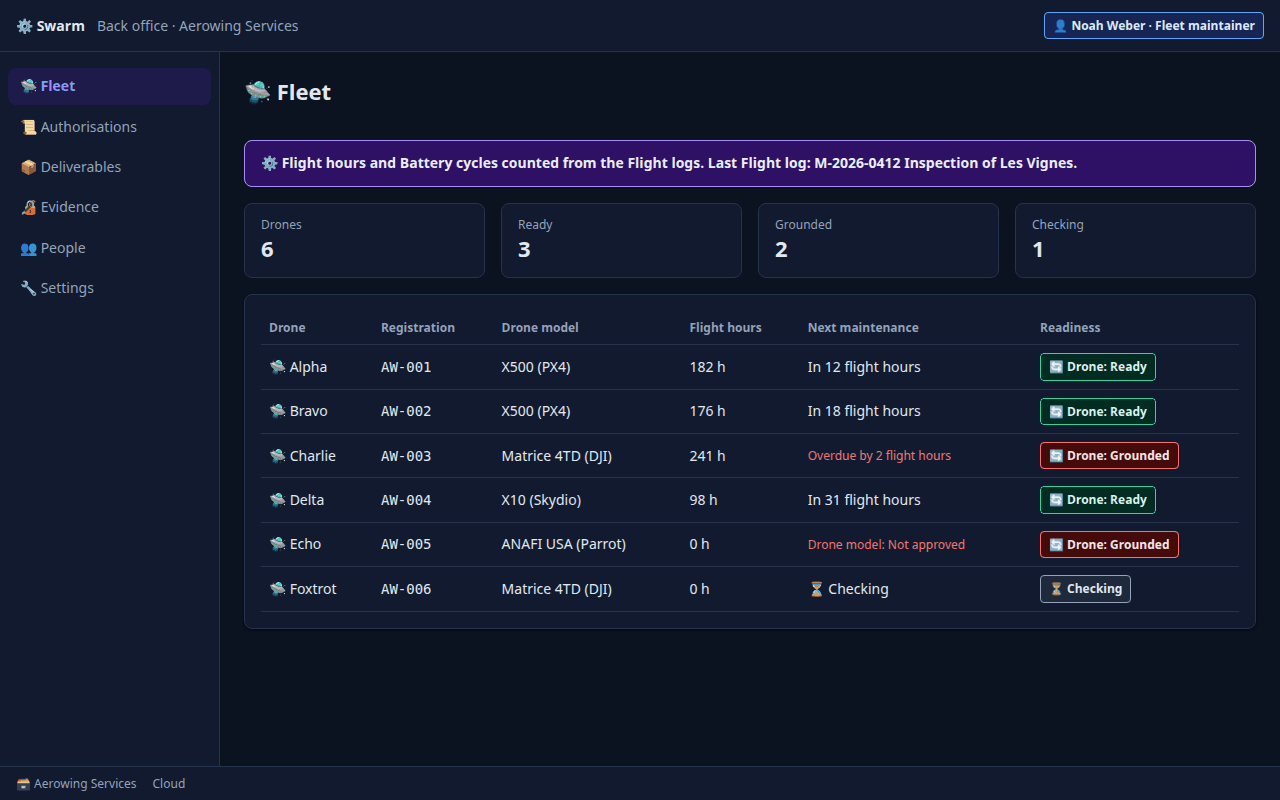 Swarm Back office · Aerowing Services
Noah Weber · Fleet maintainer
Fleet
Authorisations
Deliverables
Evidence
People
Settings
Fleet
Flight hours and Battery cycles counted from the Flight logs. Last Flight log: M-2026-0412 Inspection of Les Vignes.
Drones Ready Grounded Checking
6 3 2 1
Drone Registration Drone model Flight hours Next maintenance Readiness
Alpha AW-001 X500 (PX4) 182 h In 12 flight hours Drone: Ready
Bravo AW-002 X500 (PX4) 176 h In 18 flight hours Drone: Ready
Charlie AW-003 Matrice 4TD (DJI) 241 h Overdue by 2 flight hours Drone: Grounded
Delta AW-004 X10 (Skydio) 98 h In 31 flight hours Drone: Ready
Echo AW-005 ANAFI USA (Parrot) 0 h Drone model: Not approved Drone: Grounded
Foxtrot AW-006 Matrice 4TD (DJI) 0 h Checking Checking
Aerowing Services Cloud